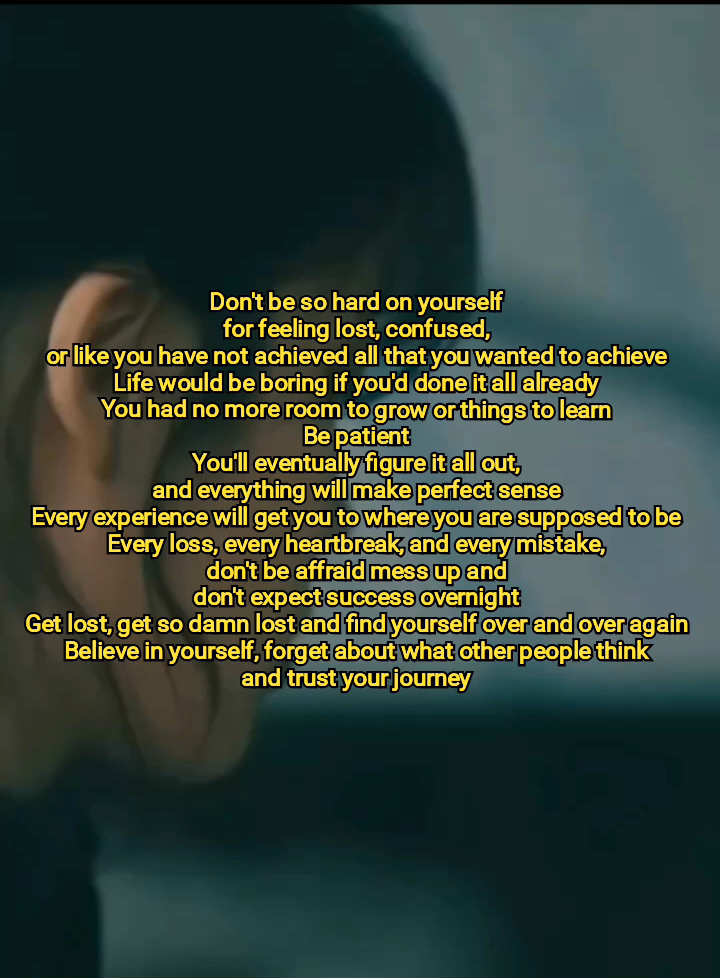 Don't be so hard on yourself
for feeling lost, confused,
or like you have not achieved all that you wanted to achieve
Life would be boring if you'd done it all already
You had no more room to grow or things to learn
Be patient
You'll eventually figure it all out,
and everything will make perfect sense
Every experience will get you to where you are supposed to be
Every loss, every heartbreak, and every mistake,
don't be affraid mess up and
don't expect success overnight
Get lost, get so damn lost and find yourself over and over again
Believe in yourself, forget about what other people think
and trust your journey